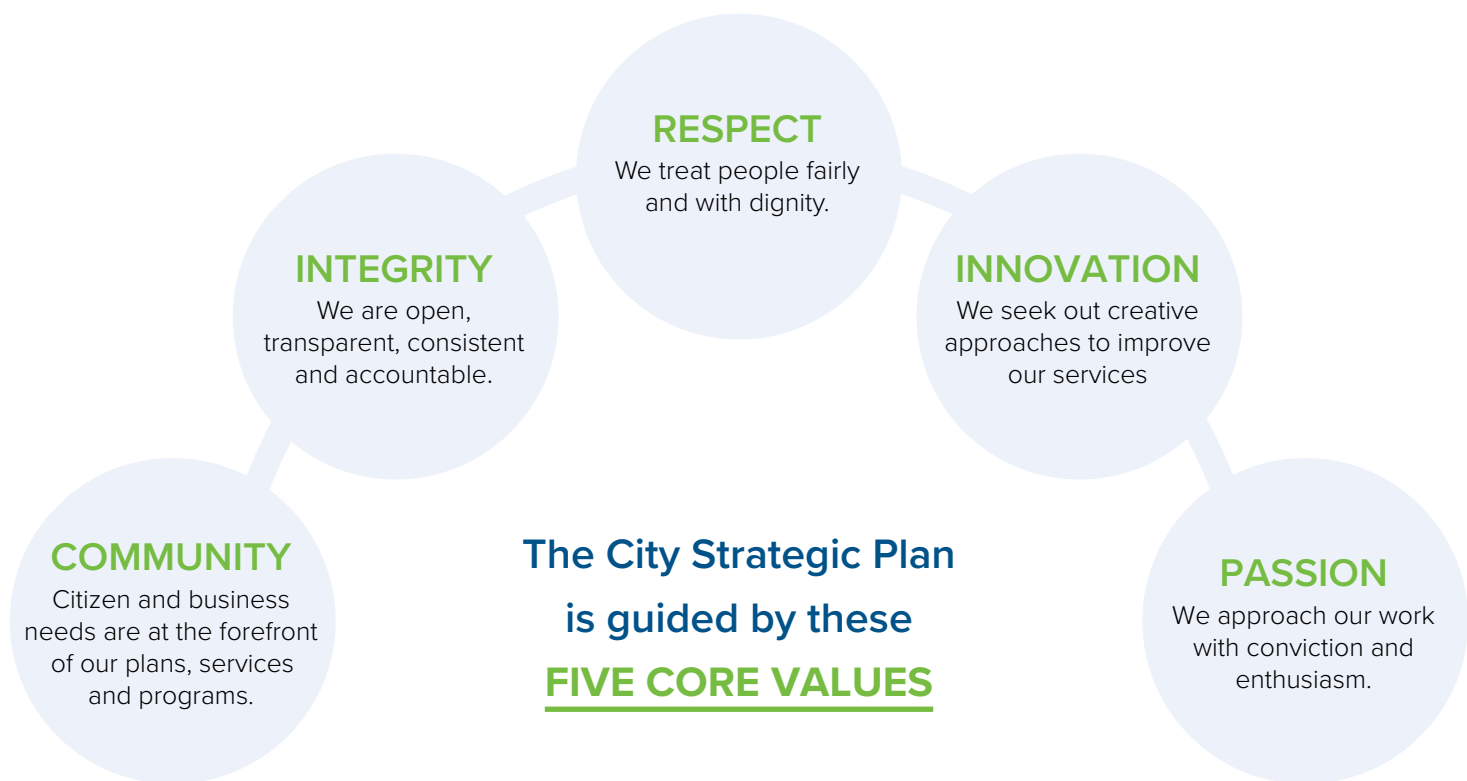 RESPECT
We treat people fairly
and with dignity.
INTEGRITY
We are open,
transparent, consistent
and accountable.
INNOVATION
We seek out creative
approaches to improve
our services
COMMUNITY
Citizen and business
needs are at the forefront
of our plans, services
and programs.
The City Strategic Plan
is guided by these
FIVE CORE VALUES
PASSION
We approach our work
with conviction and
enthusiasm.